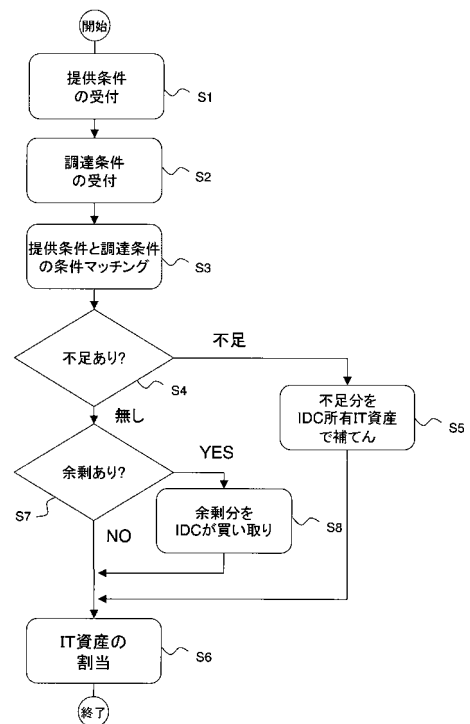 開始
提供条件
の受付
S1
調達条件
の受付
S2
提供条件と調達条件
の条件マッチング
S3
不足あり?
不足
S4
無し
不足分を
IDC所有IT資産
で補てん
S5
余剰あり?
YES
S7
余剰分を
IDCが買い取り
S8
NO
IT資産の
割当
S6
終了